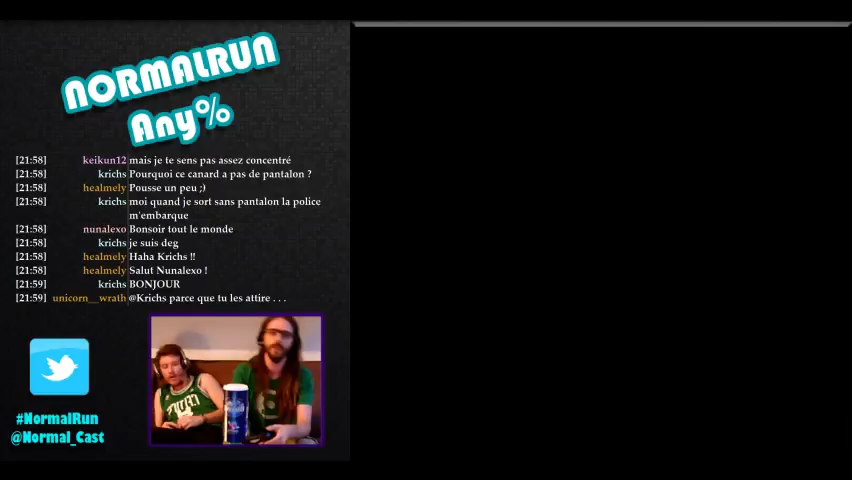 NORMALRUN
Any%
[21:58] keikun12 mais je te sens pas assez concentré
[21:58] krichs Pourquoi ce canard a pas de pantalon ?
[21:58] healmely Pousse un peu ;)
[21:58] krichs moi quand je sort sans pantalon la police
m'embarque
[21:58] nunalexo Bonsoir tout le monde
[21:58] krichs je suis deg
[21:58] healmely Haha Krichs !!
[21:58] healmely Salut Nunalexo !
[21:59] krichs BONJOUR
[21:59] unicorn__wrath @Krichs parce que tu les attire . . .
#NormalRun
@Normal_Cast